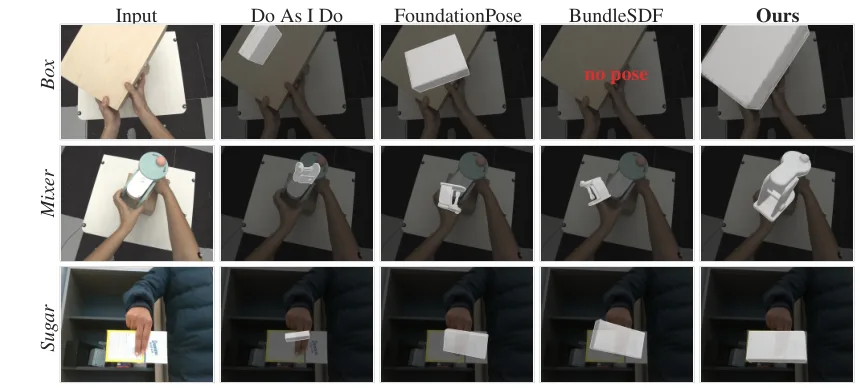 Input Do As I Do FoundationPose BundleSDF Ours
Box
no pose
Mixer
Sugar